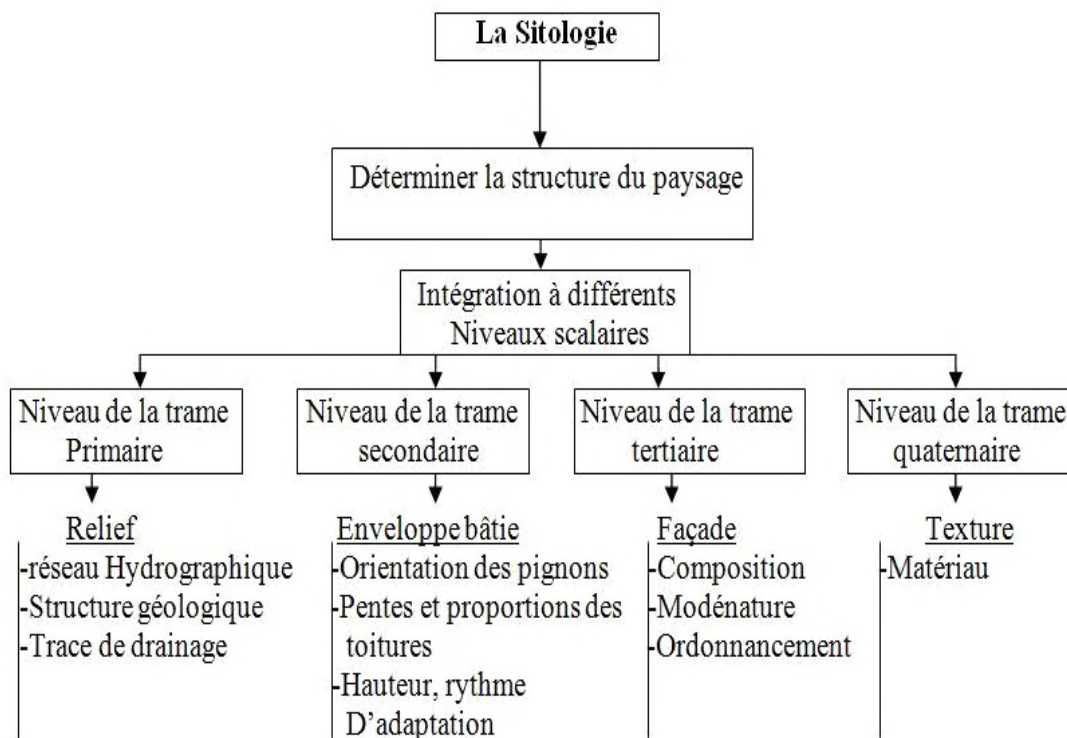 La Sitologie
Déterminer la structure du paysage
Intégration à différents
Niveaux scalaires
Niveau de la trame
Primaire
Niveau de la trame
secondaire
Niveau de la trame
tertiaire
Niveau de la trame
quaternaire
Relief
-réseau Hydrographique
-Structure géologique
-Trace de drainage
Enveloppe bâtie
-Orientation des pignons
-Pentes et proportions des
toitures
-Hauteur, rythme
D’adaptation
Façade
-Composition
-Modénature
-Ordonnancement
Texture
-Matériau